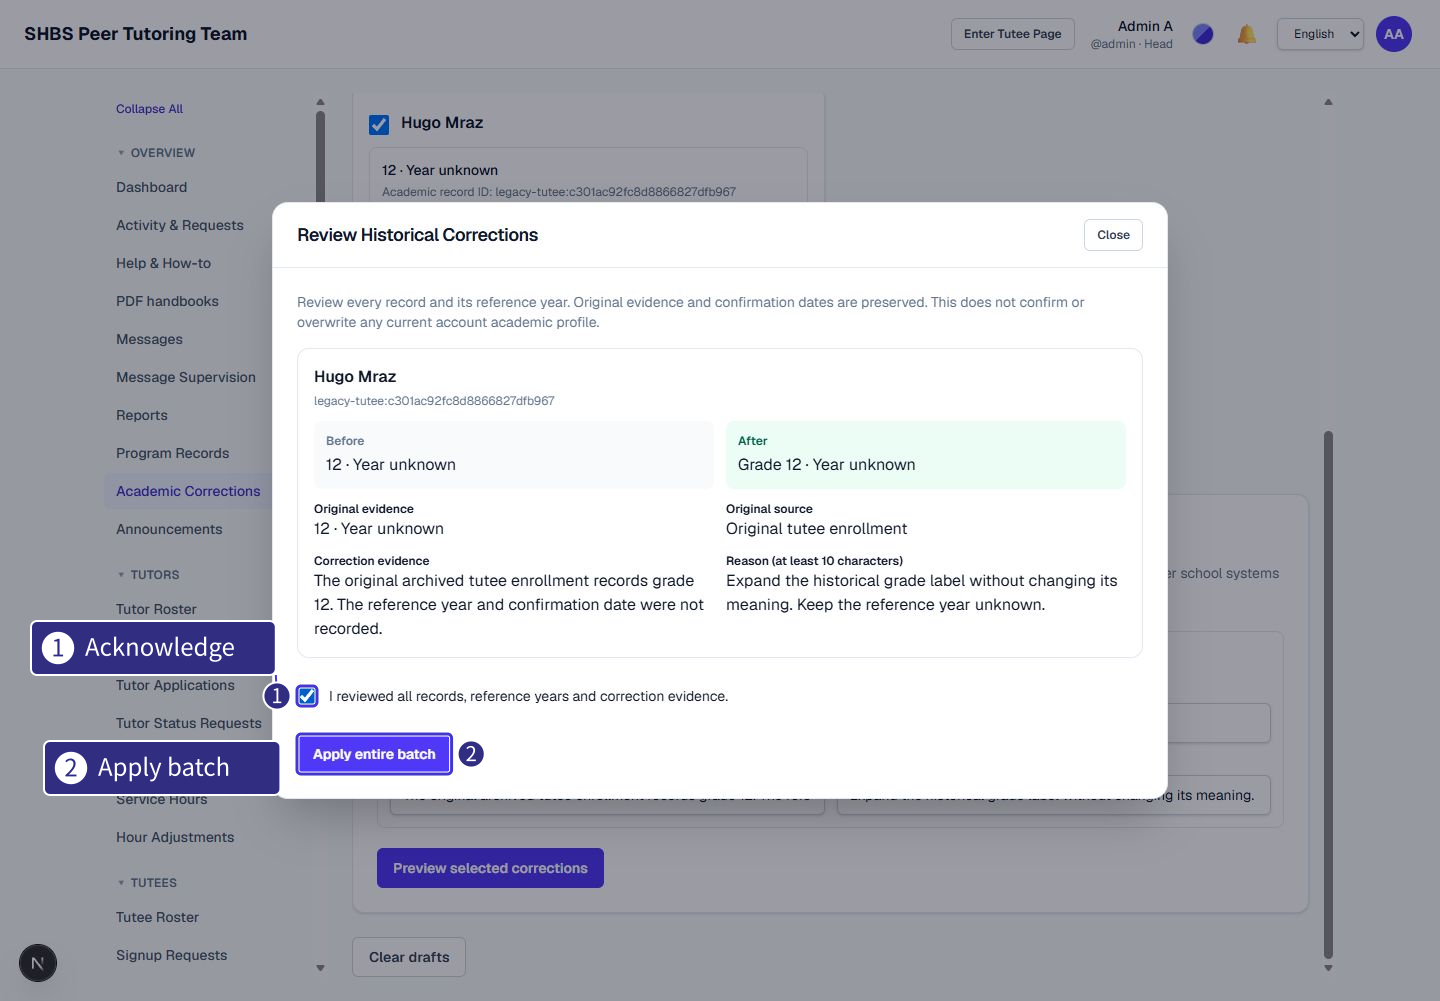 SHBS Peer Tutoring Team
Enter Tutee Page
Admin A
@admin · Head
English
AA
Collapse All
OVERVIEW
Dashboard
Activity & Requests
Help & How-to
PDF handbooks
Messages
Message Supervision
Reports
Program Records
Academic Corrections
Announcements
TUTORS
Tutor Roster
1 Acknowledge
Tutor Applications
Tutor Status Requests
2 Apply batch
Service Hours
Hour Adjustments
TUTEES
Tutee Roster
Signup Requests
N
Hugo Mraz
12 · Year unknown
Academic record ID: legacy-tutee:c301ac92fc8d8866827dfb967
Review Historical Corrections
Close
Review every record and its reference year. Original evidence and confirmation dates are preserved. This does not confirm or
overwrite any current account academic profile.
Hugo Mraz
legacy-tutee:c301ac92fc8d8866827dfb967
Before
12 · Year unknown
After
Grade 12 · Year unknown
Original evidence
12 · Year unknown
Original source
Original tutee enrollment
Correction evidence
The original archived tutee enrollment records grade
12. The reference year and confirmation date were not
recorded.
Reason (at least 10 characters)
Expand the historical grade label without changing its
meaning. Keep the reference year unknown.
1
I reviewed all records, reference years and correction evidence.
Apply entire batch
2
school systems
its meaning.
Preview selected corrections
Clear drafts